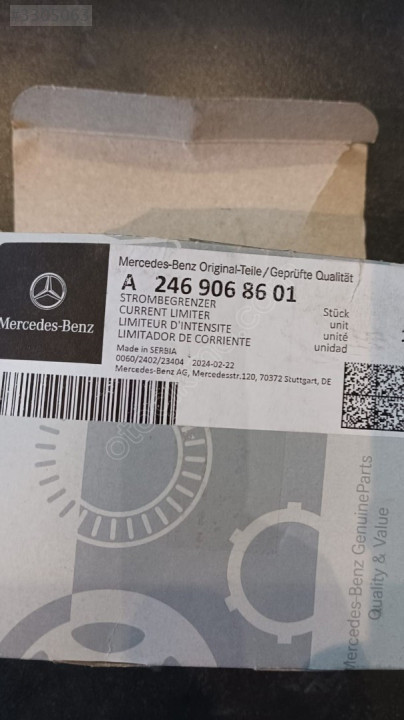 #3365063
Mercedes-Benz Original-Teile/Geprüfte Qualität
A 246 906 86 01
STROMBEGRENZER
CURRENT LIMITER
LIMITEUR D'INTENSITE
LIMITADOR DE CORRIENTE
Stück
unit
unité
unidad
Made in SERBIA
0060/2402/23404 2024-02-22
Mercedes-Benz AG, Mercedesstr.120, 70372 Stuttgart, DE
Mercedes-Benz
Mercedes-Benz GenuineParts
Quality & Value